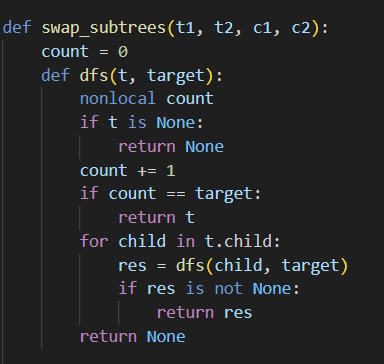 def swap_subtrees(t1, t2, c1, c2):
    count = 0
    def dfs(t, target):
        nonlocal count
        if t is None:
            return None
        count += 1
        if count == target:
            return t
        for child in t.child:
            res = dfs(child, target)
            if res is not None:
                return res
        return None